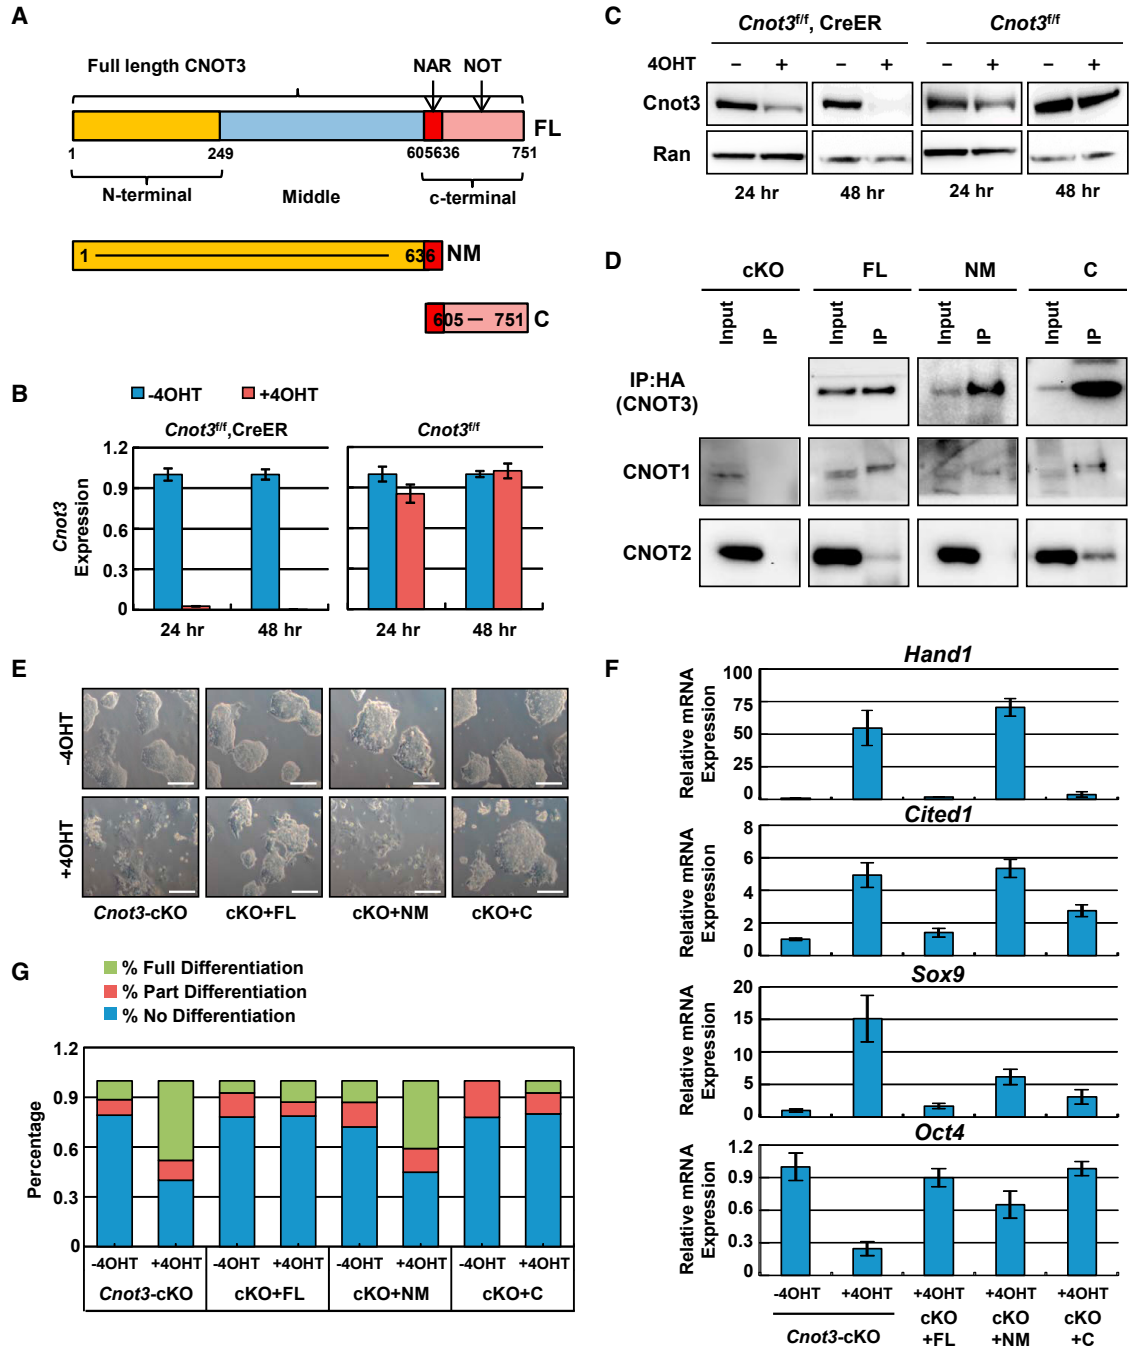 A
Full length CNOT3
NAR NOT
FL
1 249 605 636 751
N-terminal Middle c-terminal
1 636 NM
605 751 C
B
-4OHT +4OHT
Cnot3f/f,CreER Cnot3f/f
Cnot3 Expression
1.2
0.9
0.6
0.3
0
24 hr 48 hr 24 hr 48 hr
C
Cnot3f/f, CreER Cnot3f/f
4OHT − + − + − + − +
Cnot3
Ran
24 hr 48 hr 24 hr 48 hr
D
cKO FL NM C
Input IP Input IP Input IP Input IP
IP:HA
(CNOT3)
CNOT1
CNOT2
E
-4OHT
+4OHT
Cnot3-cKO cKO+FL cKO+NM cKO+C
F
Hand1
Relative mRNA
Expression
100
75
50
25
0
Cited1
Relative mRNA
Expression
8
6
4
2
0
Sox9
Relative mRNA
Expression
20
15
10
5
0
Oct4
Relative mRNA
Expression
1.2
0.9
0.6
0.3
0
-4OHT +4OHT +4OHT +4OHT +4OHT
Cnot3-cKO
cKO cKO cKO
+FL +NM +C
G
% Full Differentiation
% Part Differentiation
% No Differentiation
Percentage
1.2
0.9
0.6
0.3
0
-4OHT +4OHT -4OHT +4OHT -4OHT +4OHT -4OHT +4OHT
Cnot3-cKO cKO+FL cKO+NM cKO+C